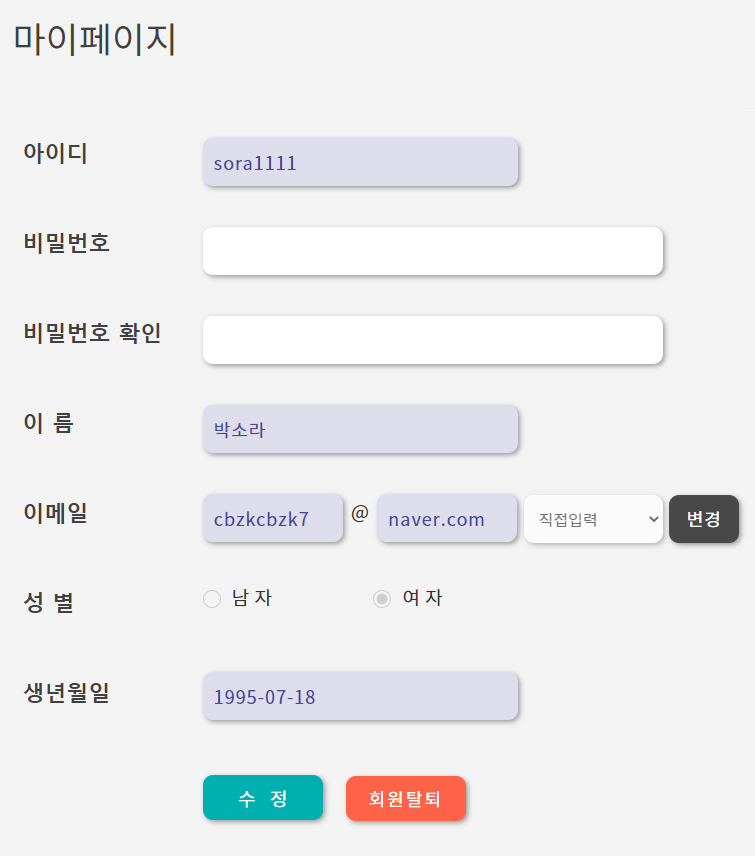 마이페이지
아이디 sora1111
비밀번호
비밀번호 확인
이 름 박소라
이메일 cbzkcbzk7 @ naver.com 직접입력 변경
성 별 남 자 여 자
생년월일 1995-07-18
수 정 회원탈퇴